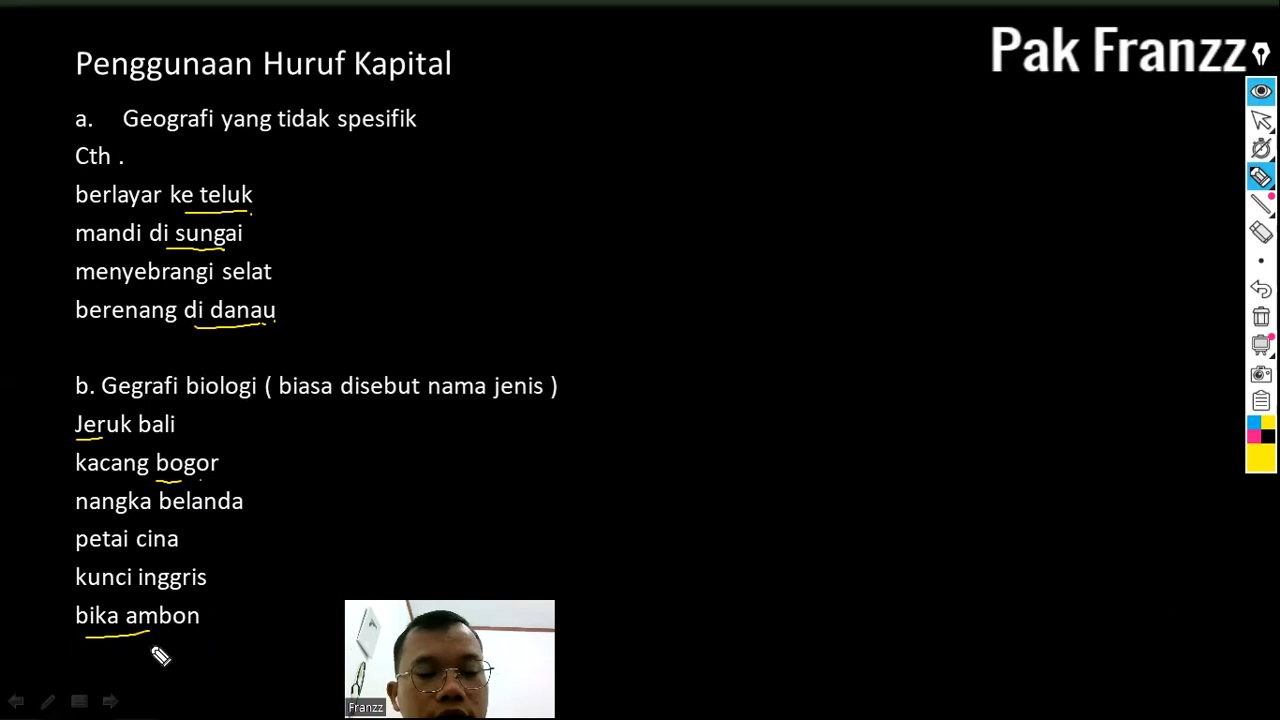 Penggunaan Huruf Kapital
Pak Franzz
a. Geografi yang tidak spesifik
Cth .
berlayar ke teluk
mandi di sungai
menyebrangi selat
berenang di danau
b. Gegrafi biologi ( biasa disebut nama jenis )
Jeruk bali
kacang bogor
nangka belanda
petai cina
kunci inggris
bika ambon
Franzz